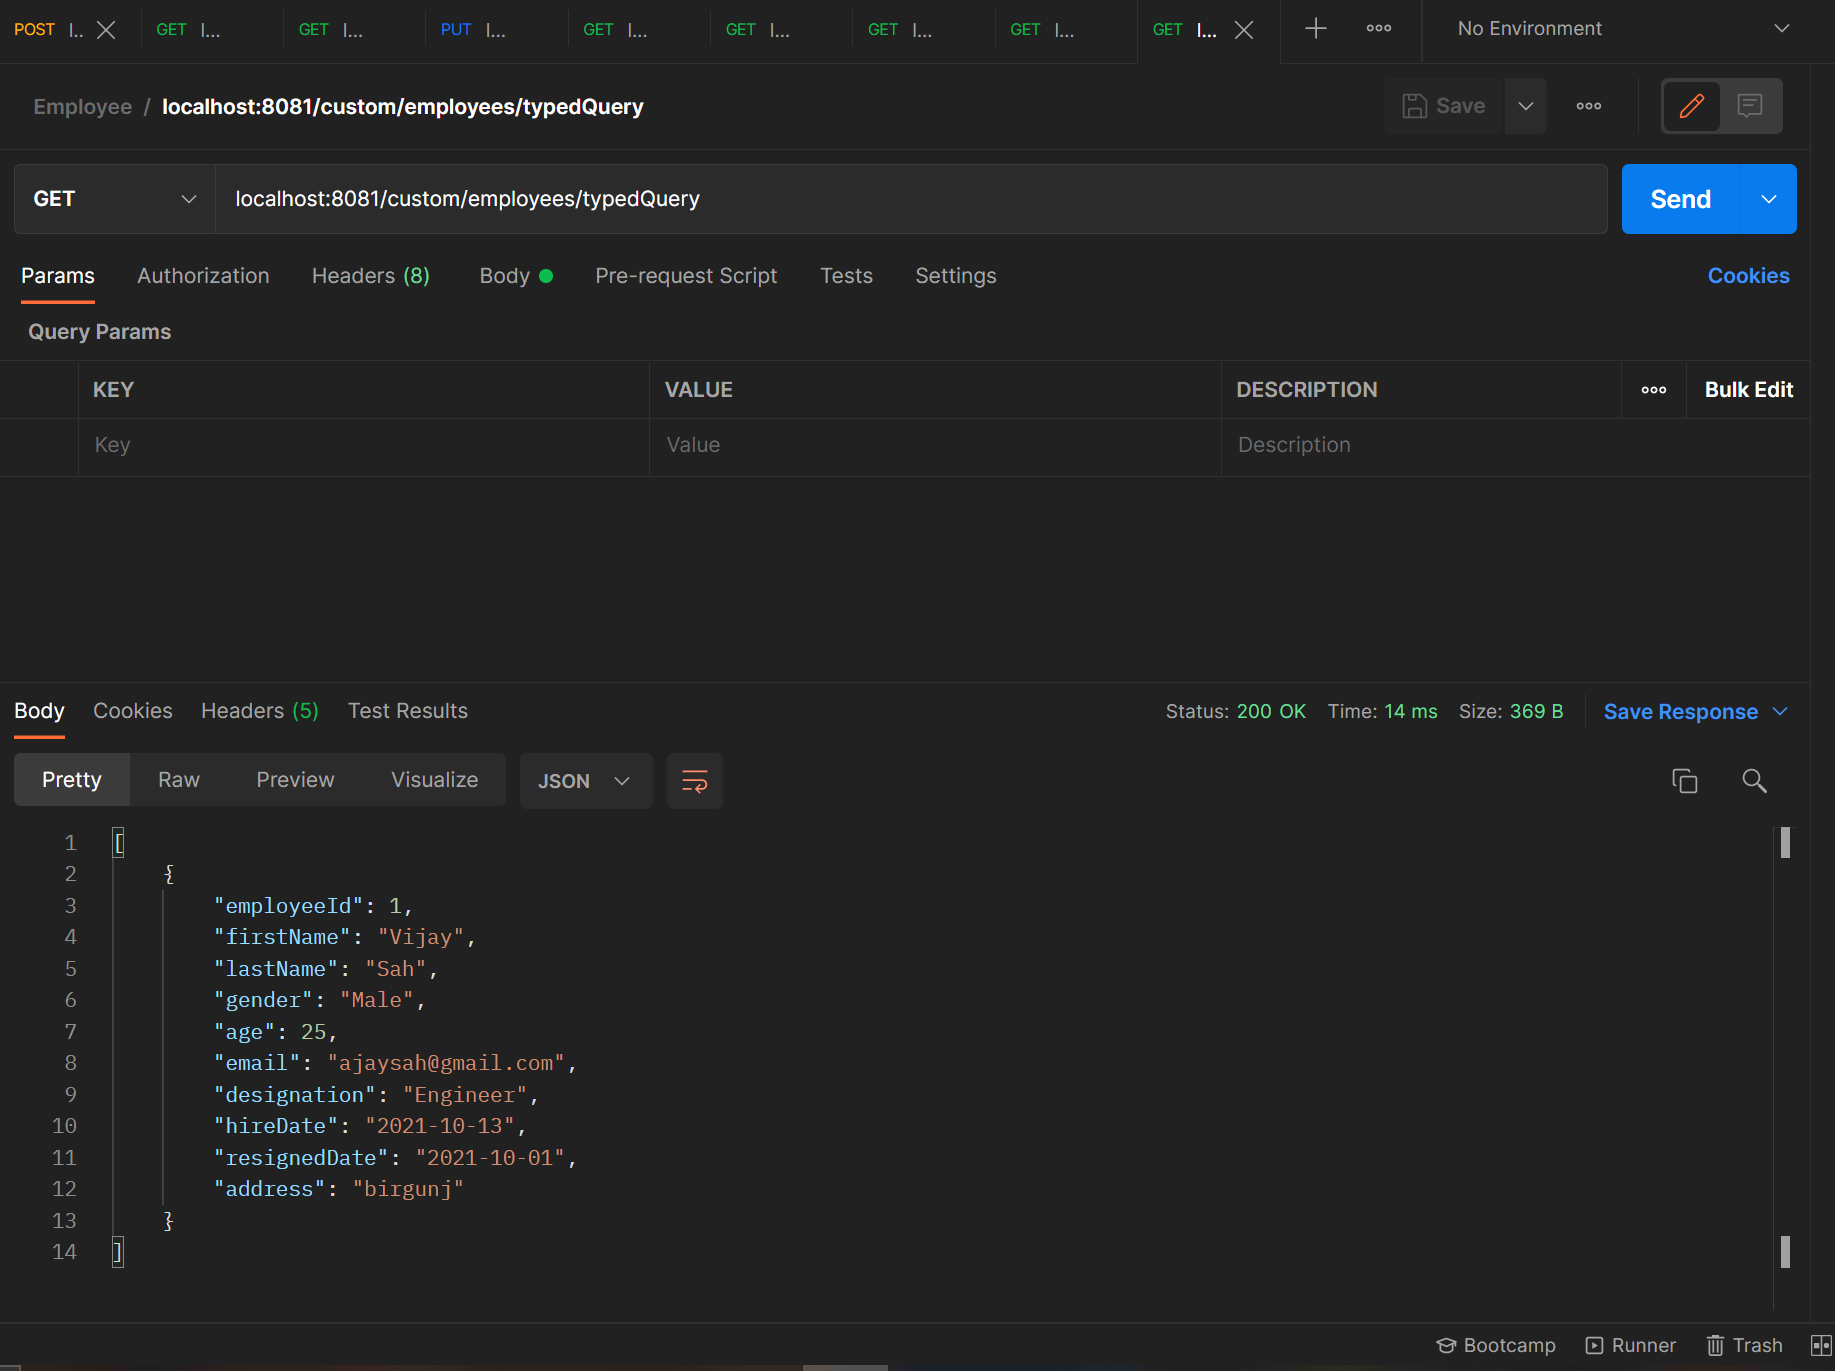 POST l.. GET l... GET l... PUT l... GET l... GET l... GET l... GET l... GET l... No Environment
Employee / localhost:8081/custom/employees/typedQuery Save
GET localhost:8081/custom/employees/typedQuery Send
Params Authorization Headers (8) Body Pre-request Script Tests Settings Cookies
Query Params
KEY VALUE DESCRIPTION Bulk Edit
Key Value Description
Body Cookies Headers (5) Test Results Status: 200 OK Time: 14 ms Size: 369 B Save Response
Pretty Raw Preview Visualize JSON
1 [
2 {
3 "employeeId": 1,
4 "firstName": "Vijay",
5 "lastName": "Sah",
6 "gender": "Male",
7 "age": 25,
8 "email": "ajaysah@gmail.com",
9 "designation": "Engineer",
10 "hireDate": "2021-10-13",
11 "resignedDate": "2021-10-01",
12 "address": "birgunj"
13 }
14 ]
Bootcamp Runner Trash